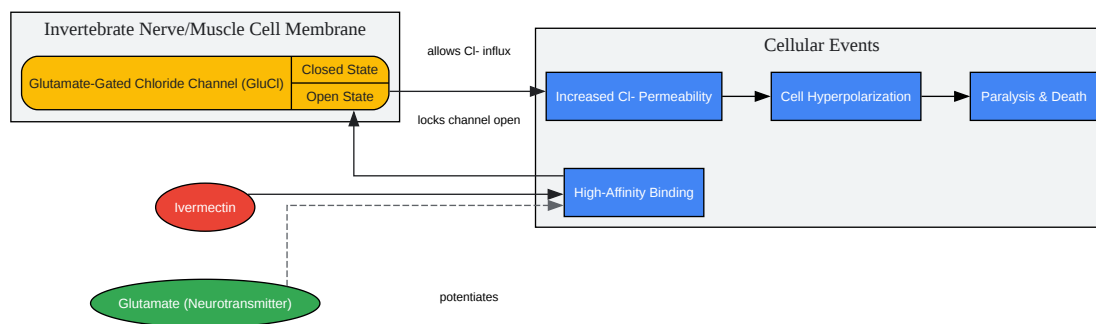 Invertebrate Nerve/Muscle Cell Membrane
Glutamate-Gated Chloride Channel (GluCl)
Closed State
Open State
allows Cl- influx
locks channel open
Cellular Events
Increased Cl- Permeability
Cell Hyperpolarization
Paralysis & Death
High-Affinity Binding
Ivermectin
Glutamate (Neurotransmitter)
potentiates